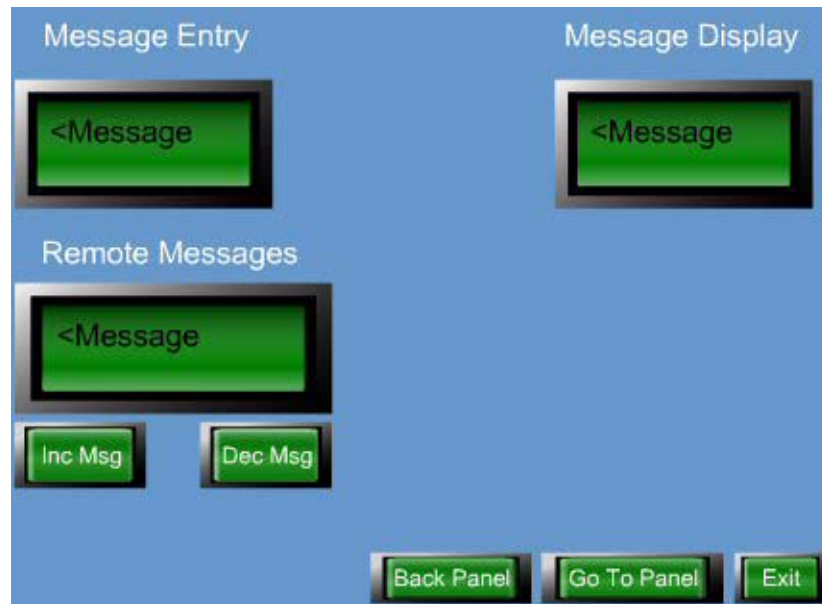 Message Entry
Message Display
<Message
<Message
Remote Messages
<Message
Inc Msg
Dec Msg
Back Panel
Go To Panel
Exit